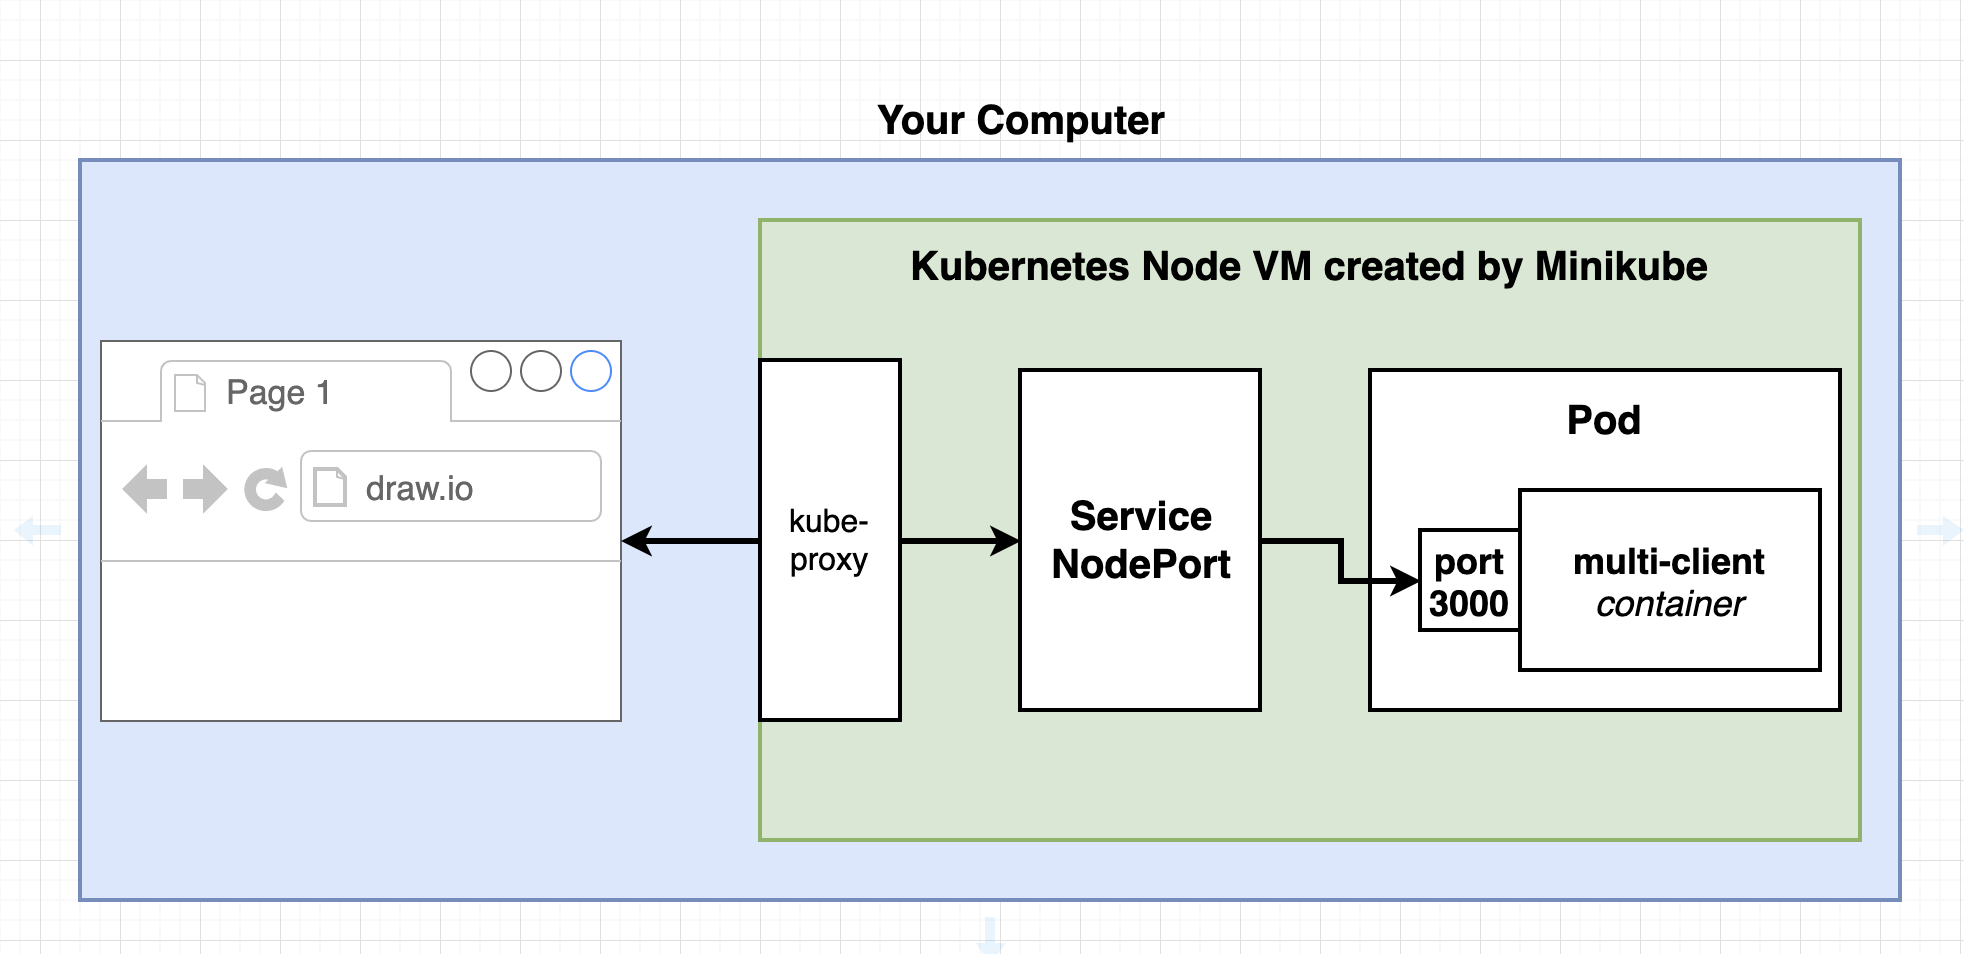 Your Computer
Kubernetes Node VM created by Minikube
Page 1
draw.io
kube-
proxy
Service
NodePort
Pod
port
3000
multi-client
container